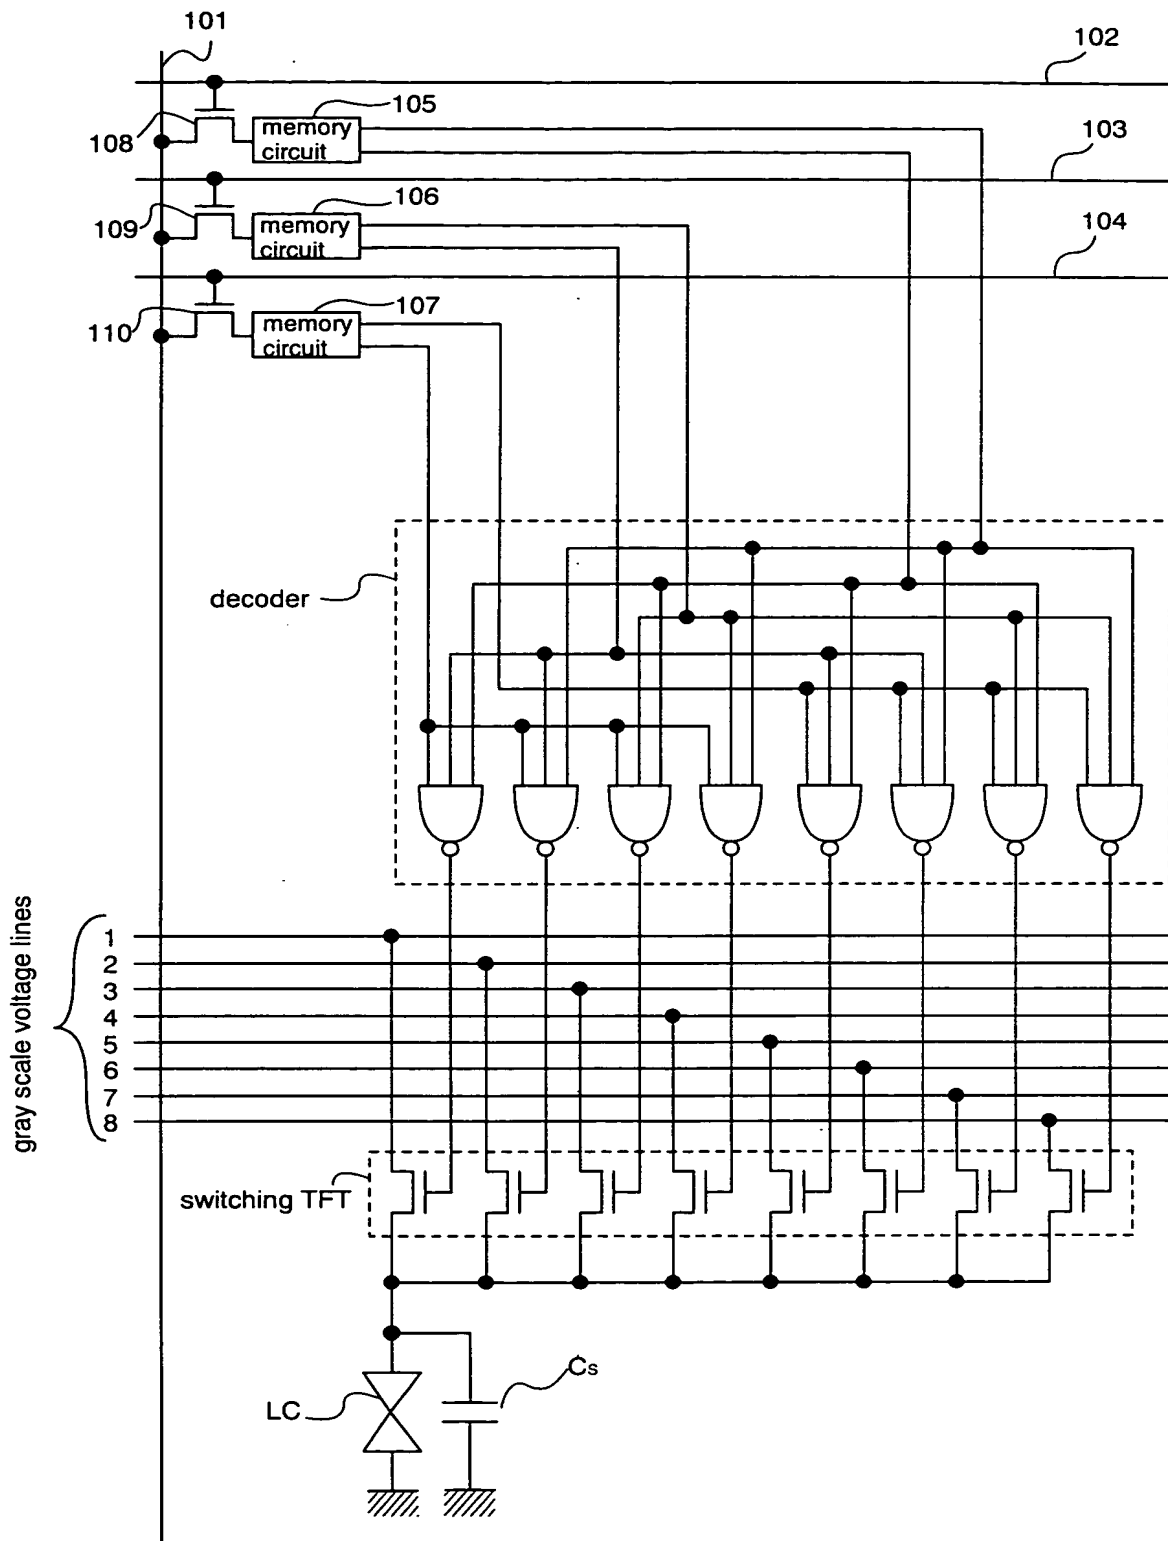 101
102
105
memory
circuit
108
103
106
memory
circuit
109
104
107
memory
circuit
110
decoder
gray scale voltage lines
1
2
3
4
5
6
7
8
switching TFT
Cs
LC